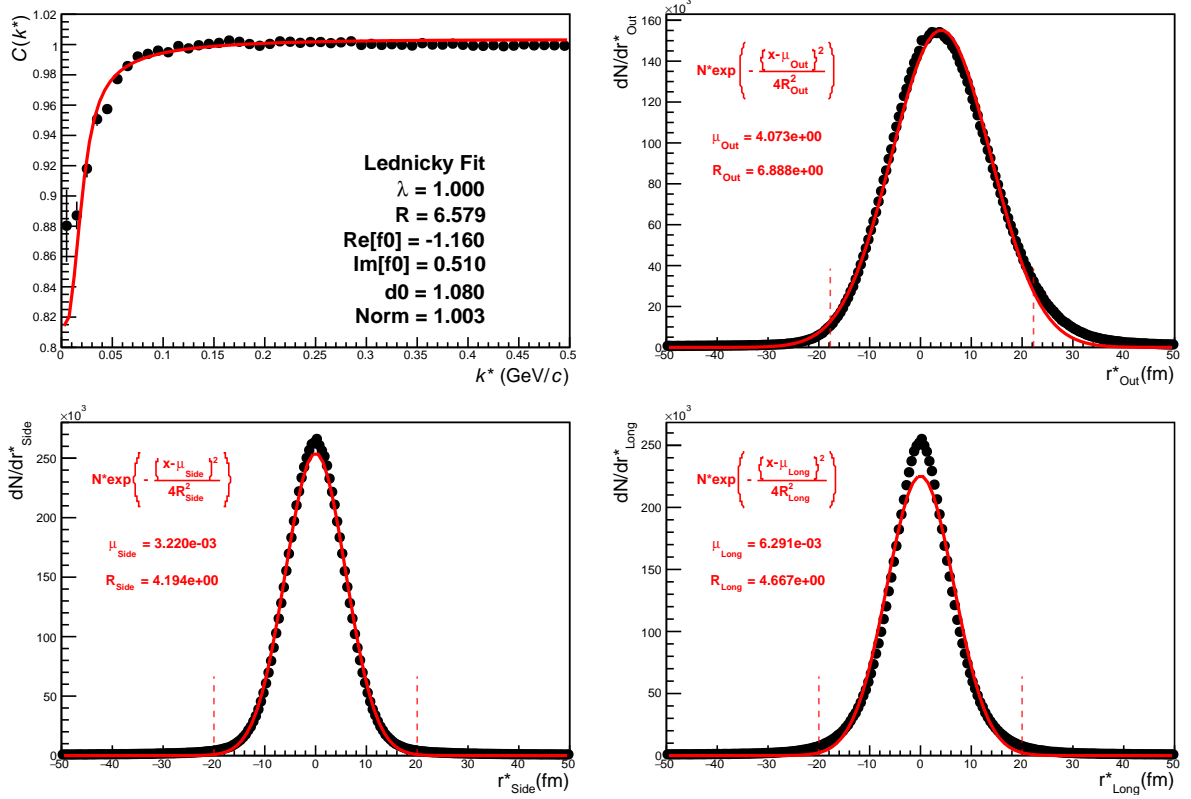 C(k*)
1.02
1
0.98
0.96
0.94
0.92
0.9
0.88
0.86
0.84
0.82
0.8
Lednicky Fit
λ = 1.000
R = 6.579
Re[f0] = -1.160
Im[f0] = 0.510
d0 = 1.080
Norm = 1.003
0 0.05 0.1 0.15 0.2 0.25 0.3 0.35 0.4 0.45 0.5
k* (GeV/c)
×10³
dN/dr*Out
160
140
120
100
80
60
40
20
0
N*exp{ - {x-μOut}² / 4R²Out }
μOut = 4.073e+00
ROut = 6.888e+00
−50 −40 −30 −20 −10 0 10 20 30 40 50
r*Out(fm)
×10³
dN/dr*Side
250
200
150
100
50
0
N*exp{ - {x-μSide}² / 4R²Side }
μSide = 3.220e-03
RSide = 4.194e+00
−50 −40 −30 −20 −10 0 10 20 30 40 50
r*Side(fm)
×10³
dN/dr*Long
250
200
150
100
50
0
N*exp{ - {x-μLong}² / 4R²Long }
μLong = 6.291e-03
RLong = 4.667e+00
−50 −40 −30 −20 −10 0 10 20 30 40 50
r*Long(fm)